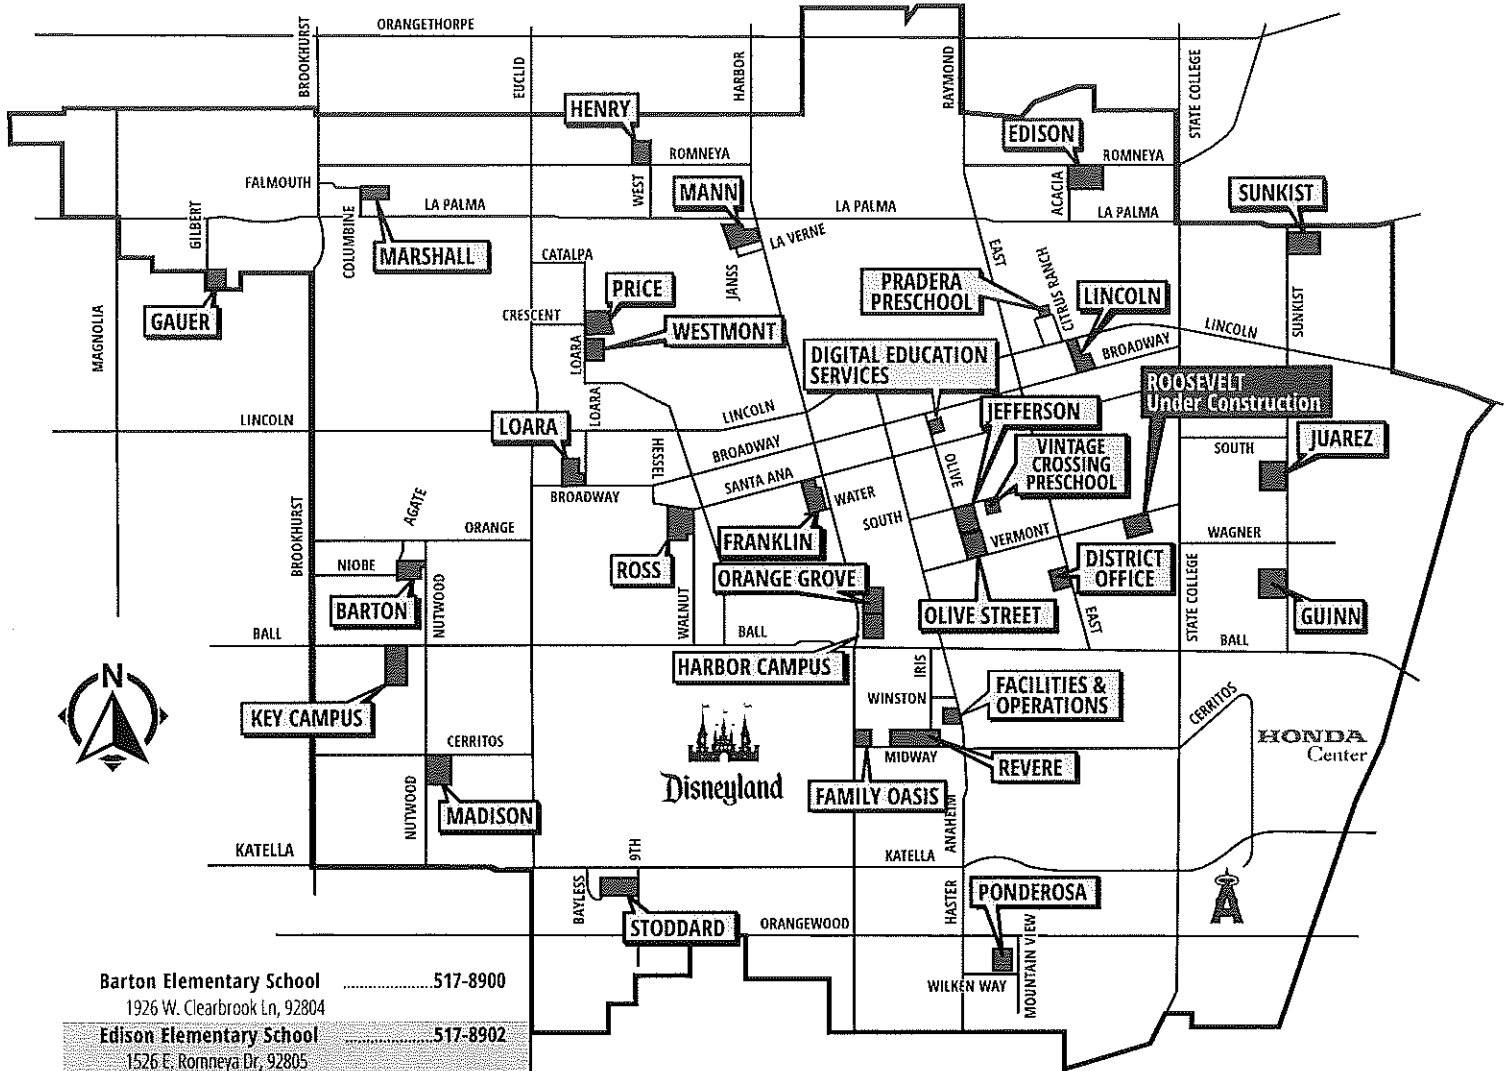 ORANGETHORPE
BROOKHURST
EUCLID
HARBOR
RAYMOND
STATE COLLEGE
HENRY
EDISON
ROMNEYA
ROMNEYA
FALMOUTH
WEST
MANN
ACACIA
SUNKIST
GILBERT
COLUMBINE
LA PALMA
LA PALMA
LA PALMA
MARSHALL
LA VERNE
CATALPA
JANSS
EAST
CITRUS RANCH
PRADERA
PRESCHOOL
LINCOLN
PRICE
GAUER
MAGNOLIA
CRESCENT
WESTMONT
LOARA
SUNKIST
LINCOLN
BROADWAY
DIGITAL EDUCATION
SERVICES
ROOSEVELT
Under Construction
LOARA
LINCOLN
LINCOLN
JEFFERSON
LOARA
HESSEL
BROADWAY
VINTAGE
CROSSING
PRESCHOOL
SOUTH
JUAREZ
OLIVE
SANTA ANA
BROADWAY
WATER
SOUTH
AGATE
ORANGE
FRANKLIN
VERMONT
WAGNER
BROOKHURST
NIOBE
ROSS
ORANGE GROVE
DISTRICT
OFFICE
BARTON
NUTWOOD
WALNUT
OLIVE STREET
EAST
STATE COLLEGE
GUINN
BALL
BALL
BALL
HARBOR CAMPUS
IRIS
N
KEY CAMPUS
WINSTON
FACILITIES &
OPERATIONS
CERRITOS
CERRITOS
HONDA
Center
MIDWAY
REVERE
Disneyland
FAMILY OASIS
NUTWOOD
MADISON
ANAHEIM
KATELLA
9TH
KATELLA
BAYLESS
HASTER
PONDEROSA
A
STODDARD
ORANGEWOOD
MOUNTAIN VIEW
WILKEN WAY
Barton Elementary School ....................517-8900
1926 W. Clearbrook Ln, 92804
Edison Elementary School ....................517-8902
1526 E. Romneya Dr, 92805